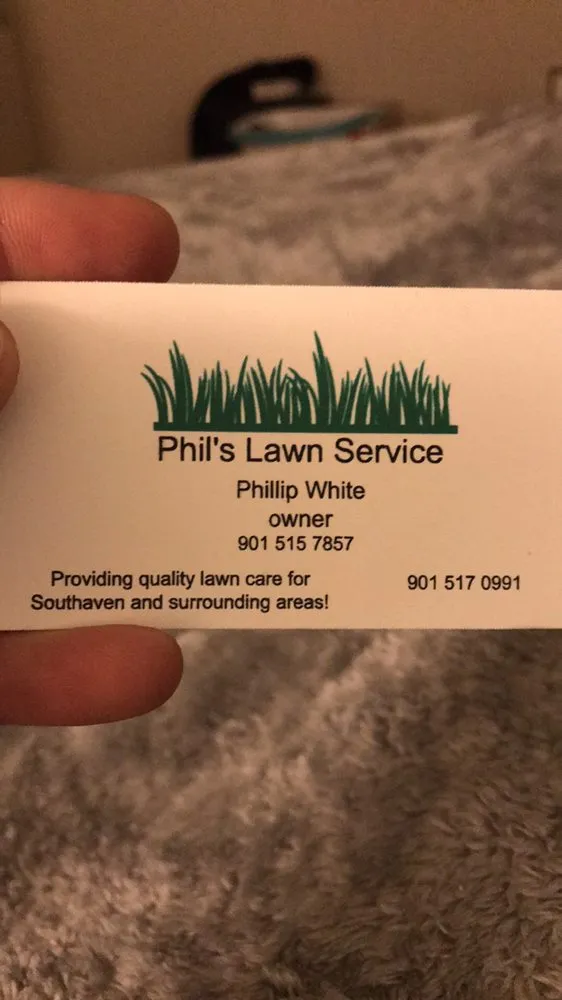 Phil's Lawn Service
Phillip White
owner
901 515 7857
Providing quality lawn care for
Southaven and surrounding areas!
901 517 0991